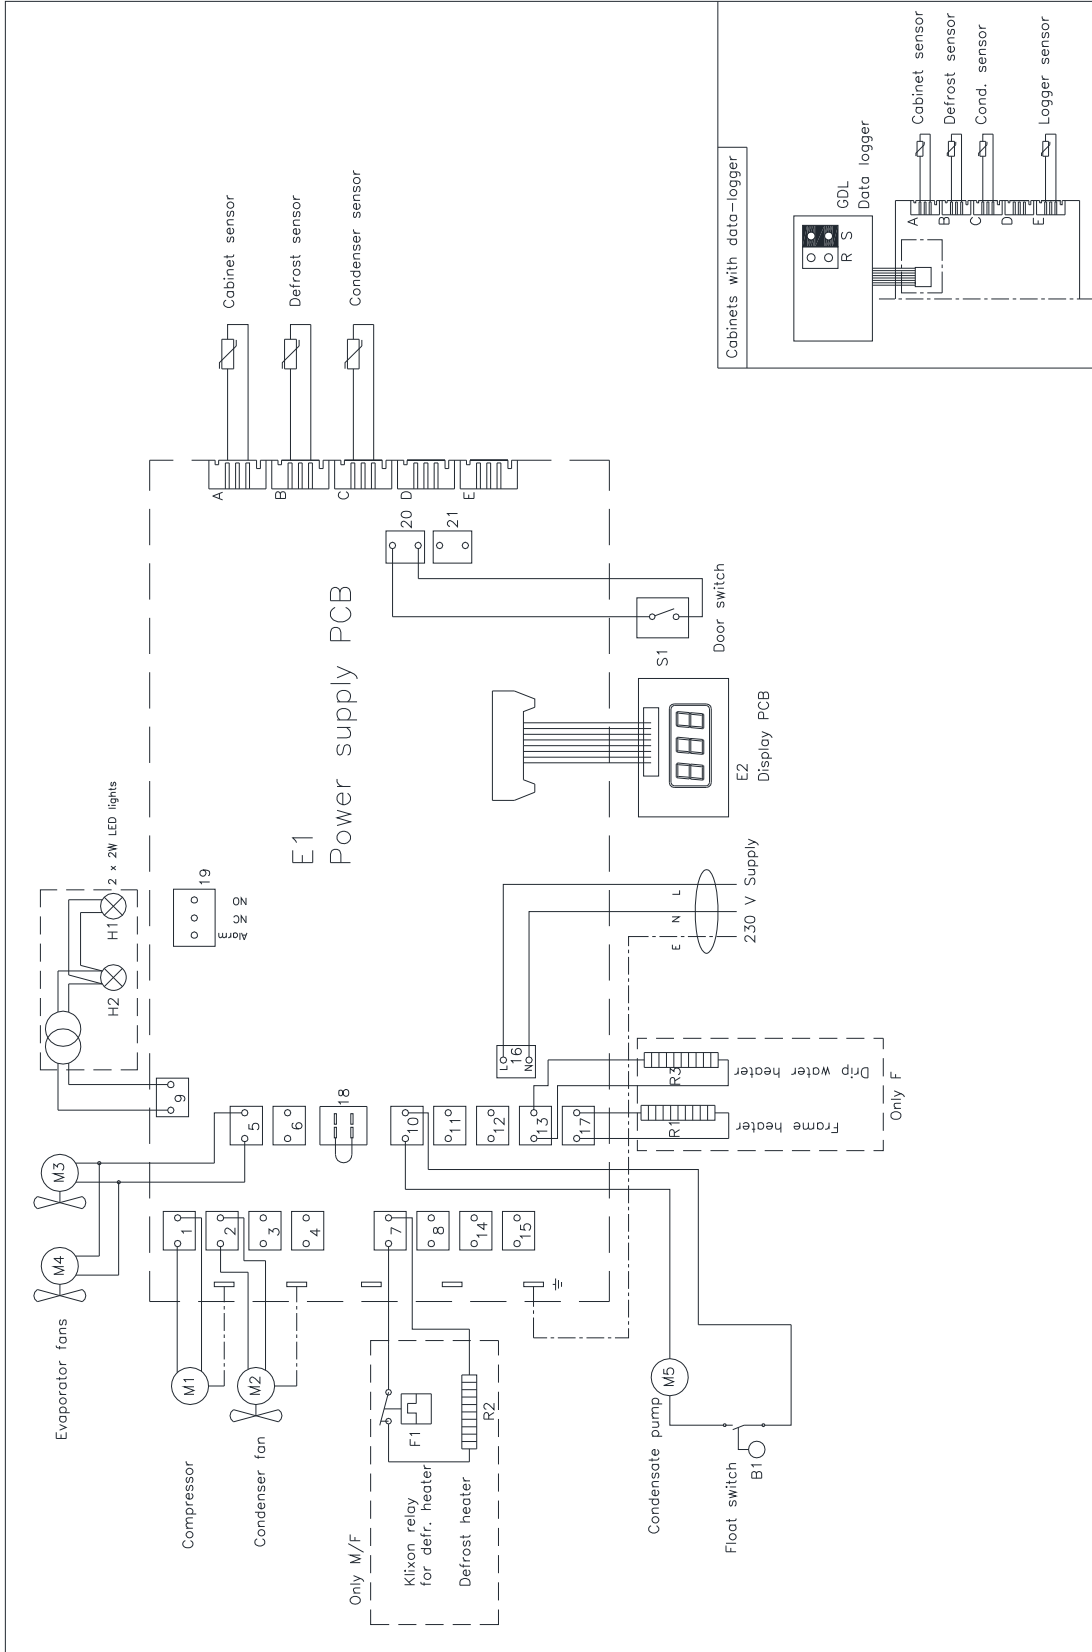 Evaporator fans
M4
M3
H2
H1
2 x 2W LED lights
9
19
Alarm
NC
NO
E1
Power supply PCB
Cabinet sensor
Defrost sensor
Condenser sensor
A
B
C
D
E
20
21
Compressor
M1
Condenser fan
M2
1
2
3
4
5
6
18
7
8
14
15
10
11
12
13
17
16
L
N
Only M/F
Klixon relay
for defr. heater
F1
Defrost heater
R2
Condensate pump
M5
Float switch
B1
R1
Frame heater
R3
Drip water heater
Only F
E
N
L
230 V Supply
E2
Display PCB
S1
Door switch
Cabinets with data-logger
GDL
Data logger
R
S
A
B
C
D
E
Cabinet sensor
Defrost sensor
Cond. sensor
Logger sensor